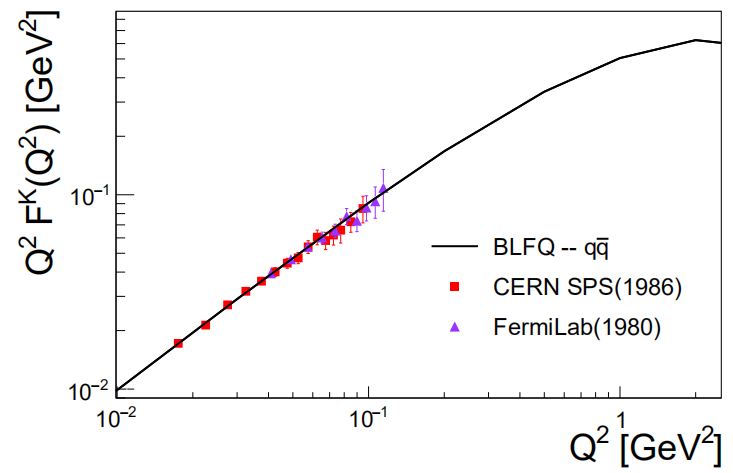 Q² Fᴷ(Q²) [GeV²]
10⁻¹
10⁻²
BLFQ -- qq̅
CERN SPS(1986)
FermiLab(1980)
10⁻² 10⁻¹ 1
Q² [GeV²]